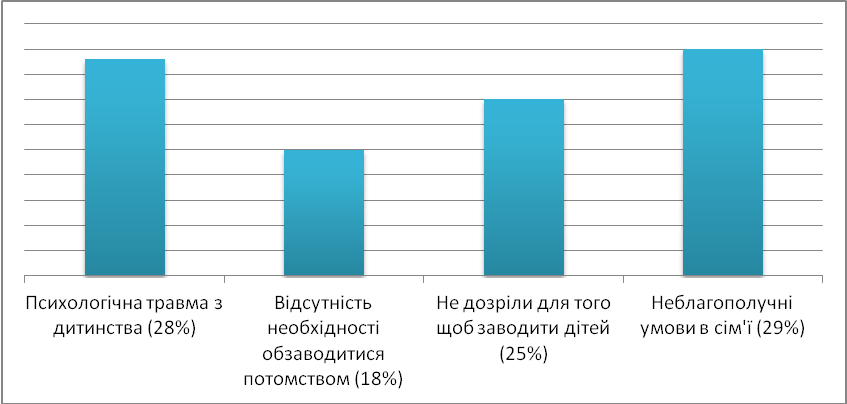 Психологічна травма з
дитинства (28%)
Відсутність
необхідності
обзаводитися
потомством (18%)
Не дозріли для того
щоб заводити дітей
(25%)
Неблагополучні
умови в сім'ї (29%)